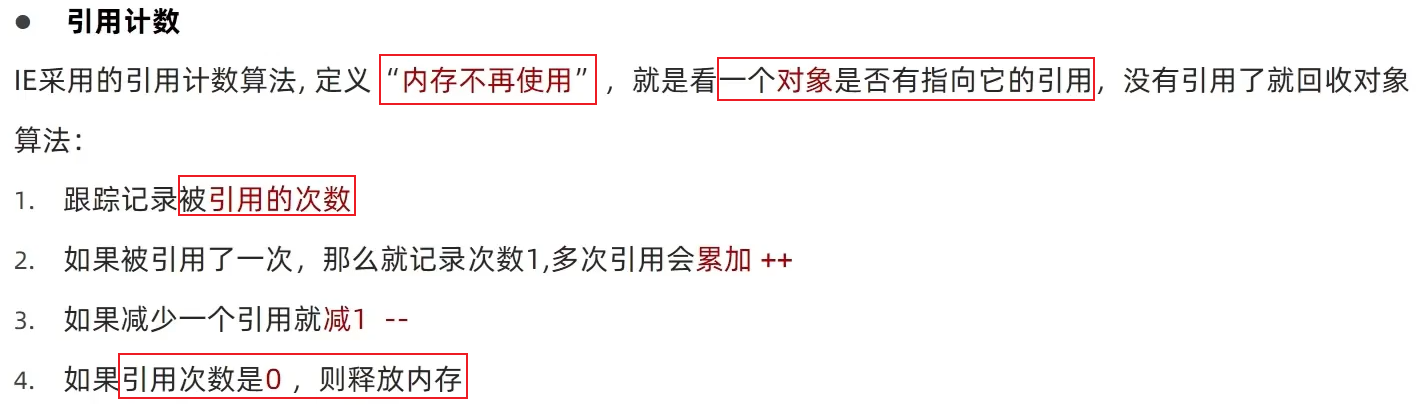 ● 引用计数
IE采用的引用计数算法, 定义 “内存不再使用” ，就是看一个对象是否有指向它的引用，没有引用了就回收对象
算法：
1. 跟踪记录被引用的次数
2. 如果被引用了一次，那么就记录次数1,多次引用会累加 ++
3. 如果减少一个引用就减1 --
4. 如果引用次数是0 ，则释放内存